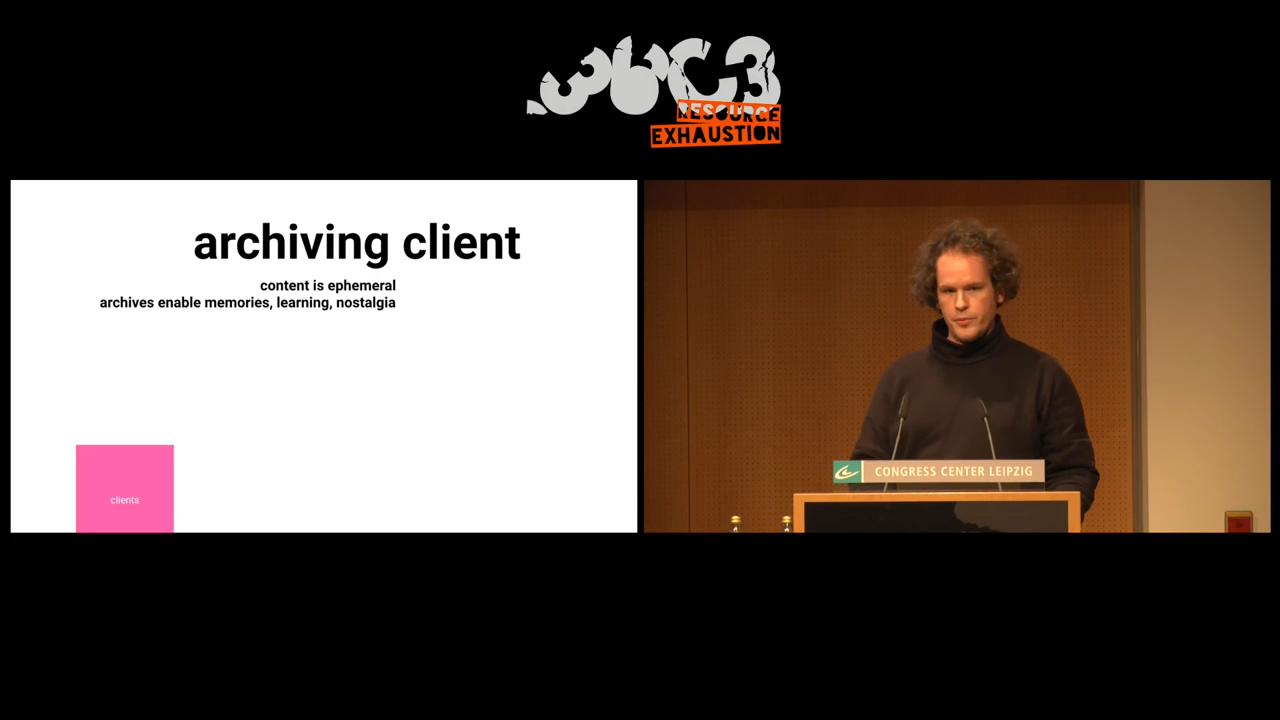 36C3
RESOURCE
EXHAUSTION
archiving client
content is ephemeral
archives enable memories, learning, nostalgia
clients
CONGRESS CENTER LEIPZIG